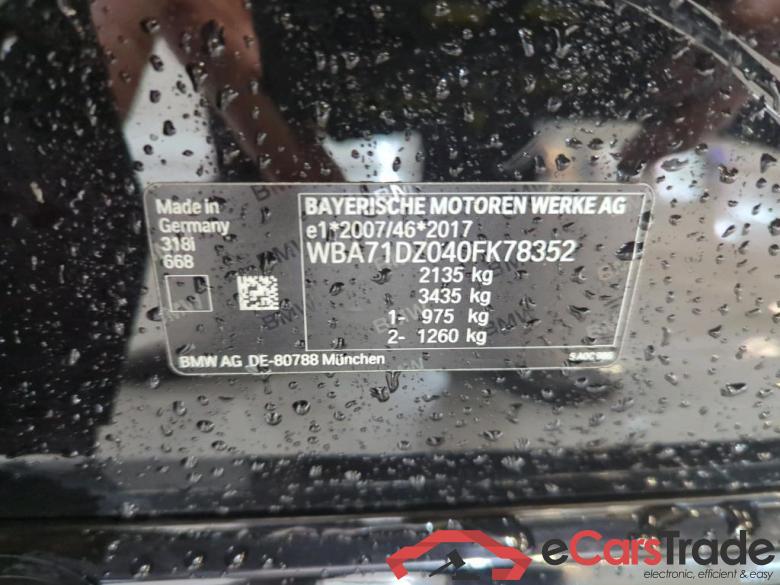 Made in
Germany
318i
668
BAYERISCHE MOTOREN WERKE AG
e1*2007/46*2017
WBA71DZ040FK78352
2135 kg
3435 kg
1- 975 kg
2- 1260 kg
BMW AG DE-80788 München
eCarsTrade
electronic, efficient & easy